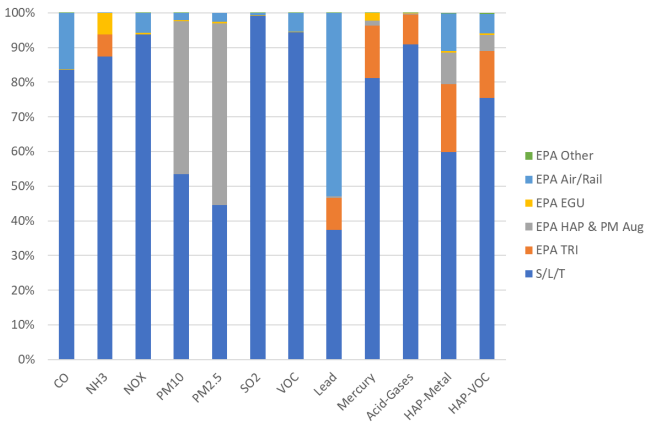 100%
90%
80%
70%
60%
50%
40%
30%
20%
10%
0%
CO
NH3
NOX
PM10
PM2.5
SO2
VOC
Lead
Mercury
Acid-Gases
HAP-Metal
HAP-VOC
EPA Other
EPA Air/Rail
EPA EGU
EPA HAP & PM Aug
EPA TRI
S/L/T